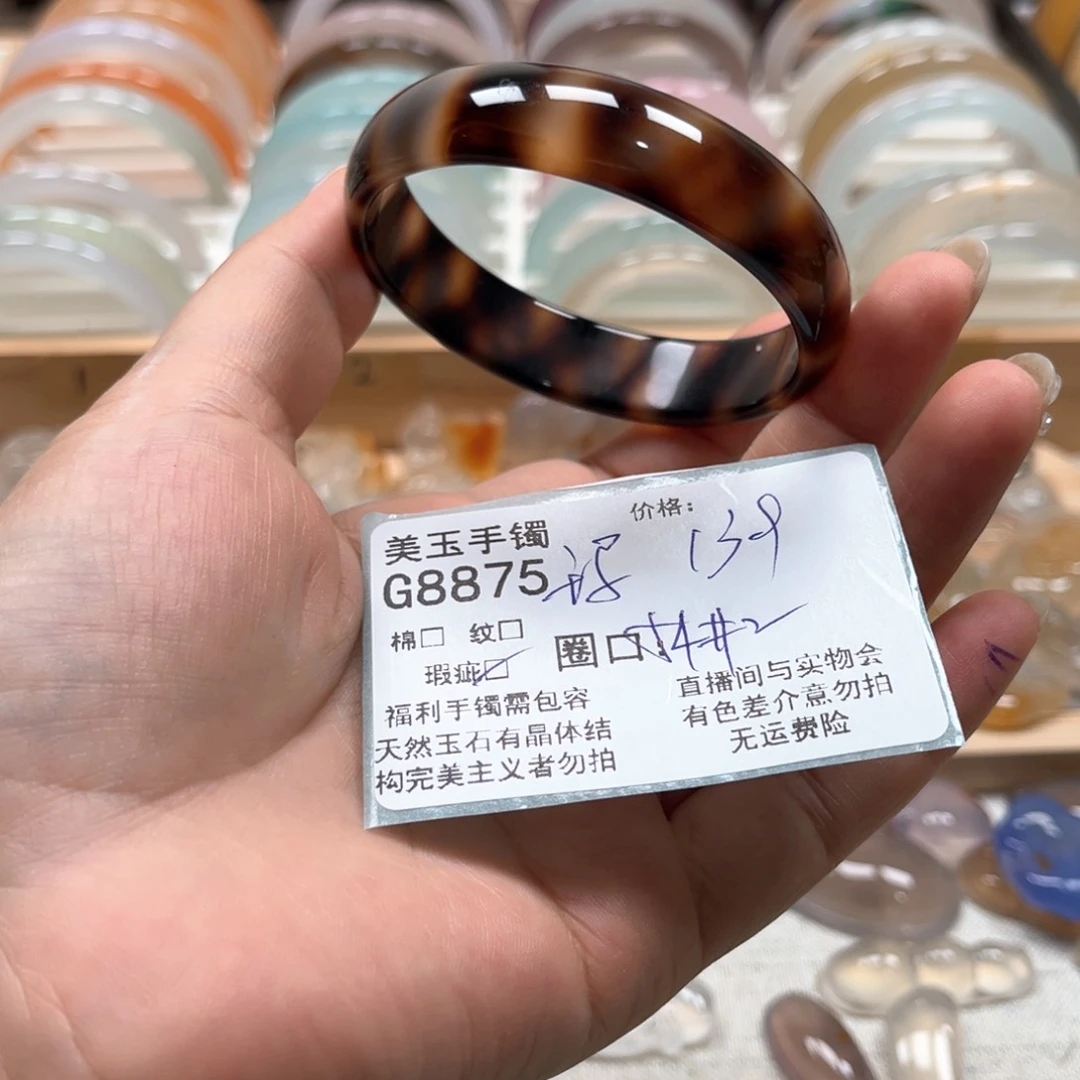 价格: 139
美玉手镯
G8875
棉□ 纹□
瑕疵☑
圈口:54#
福利手镯需包容
天然玉石有晶体结
构完美主义者勿拍
直播间与实物会
有色差介意勿拍
无运费险